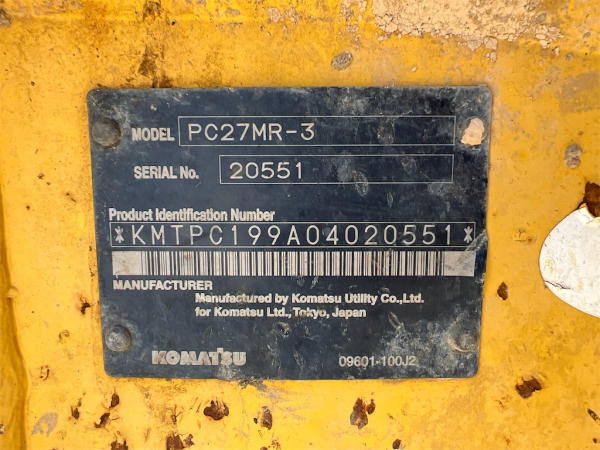 MODEL PC27MR-3
SERIAL No. 20551
Product Identification Number
*KMTPC199A04020551*
MANUFACTURER
Manufactured by Komatsu Utility Co.,Ltd.
for Komatsu Ltd.,Tokyo, Japan
KOMATSU 09601-100J2